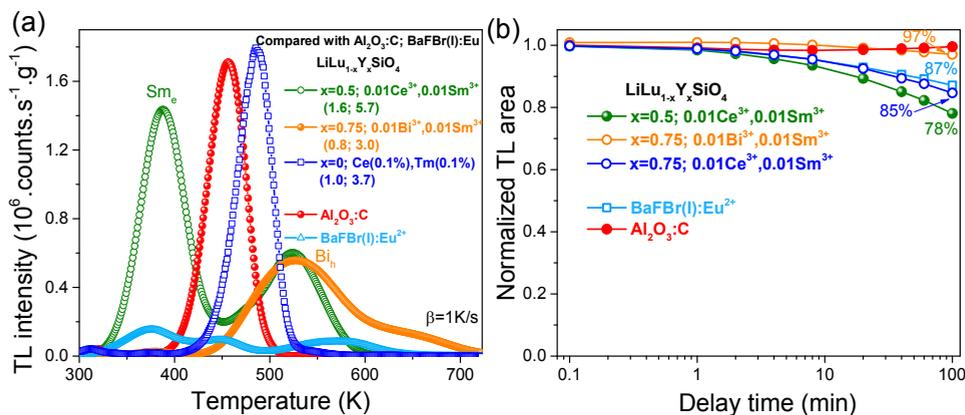 (a)
Compared with Al₂O₃:C; BaFBr(I):Eu
LiLu₁₋ₓYₓSiO₄
x=0.5; 0.01Ce³⁺,0.01Sm³⁺
(1.6; 5.7)
x=0.75; 0.01Bi³⁺,0.01Sm³⁺
(0.8; 3.0)
x=0; Ce(0.1%),Tm(0.1%)
(1.0; 3.7)
Al₂O₃:C
BaFBr(I):Eu²⁺
Smₑ
Biₕ
β=1K/s
TL intensity (10⁶.counts.s⁻¹.g⁻¹)
1.6
1.2
0.8
0.4
0.0
300 400 500 600 700
Temperature (K)
(b)
97%
87%
85%
78%
LiLu₁₋ₓYₓSiO₄
x=0.5; 0.01Ce³⁺,0.01Sm³⁺
x=0.75; 0.01Bi³⁺,0.01Sm³⁺
x=0.75; 0.01Ce³⁺,0.01Sm³⁺
BaFBr(I):Eu²⁺
Al₂O₃:C
Normalized TL area
1.0
0.8
0.6
0.4
0.2
0.0
0.1 1 10 100
Delay time (min)